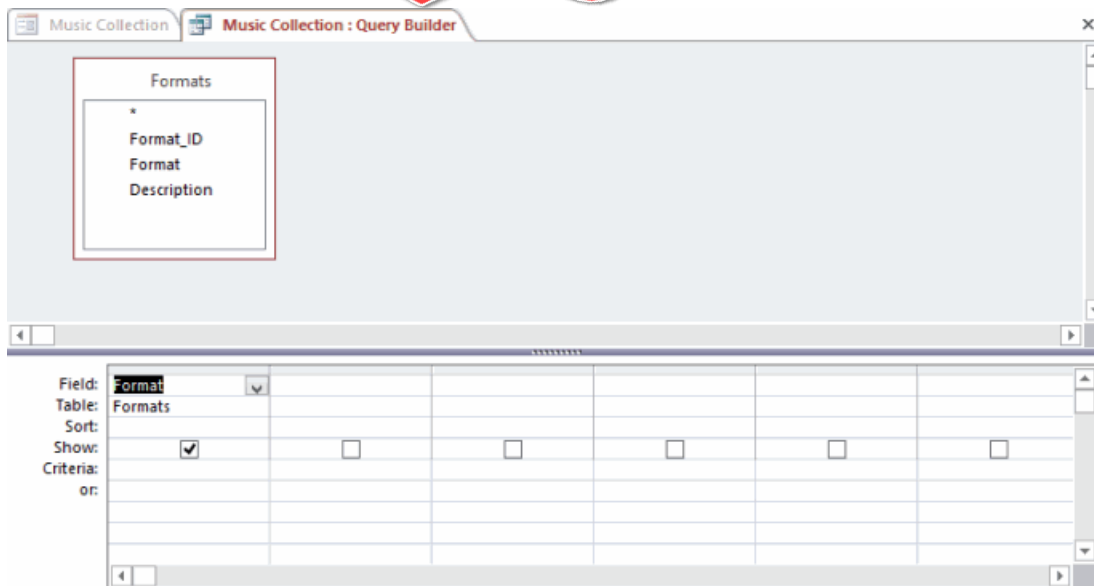 Music Collection Music Collection : Query Builder
Formats
*
Format_ID
Format
Description
Field: Format
Table: Formats
Sort:
Show:
Criteria:
or: